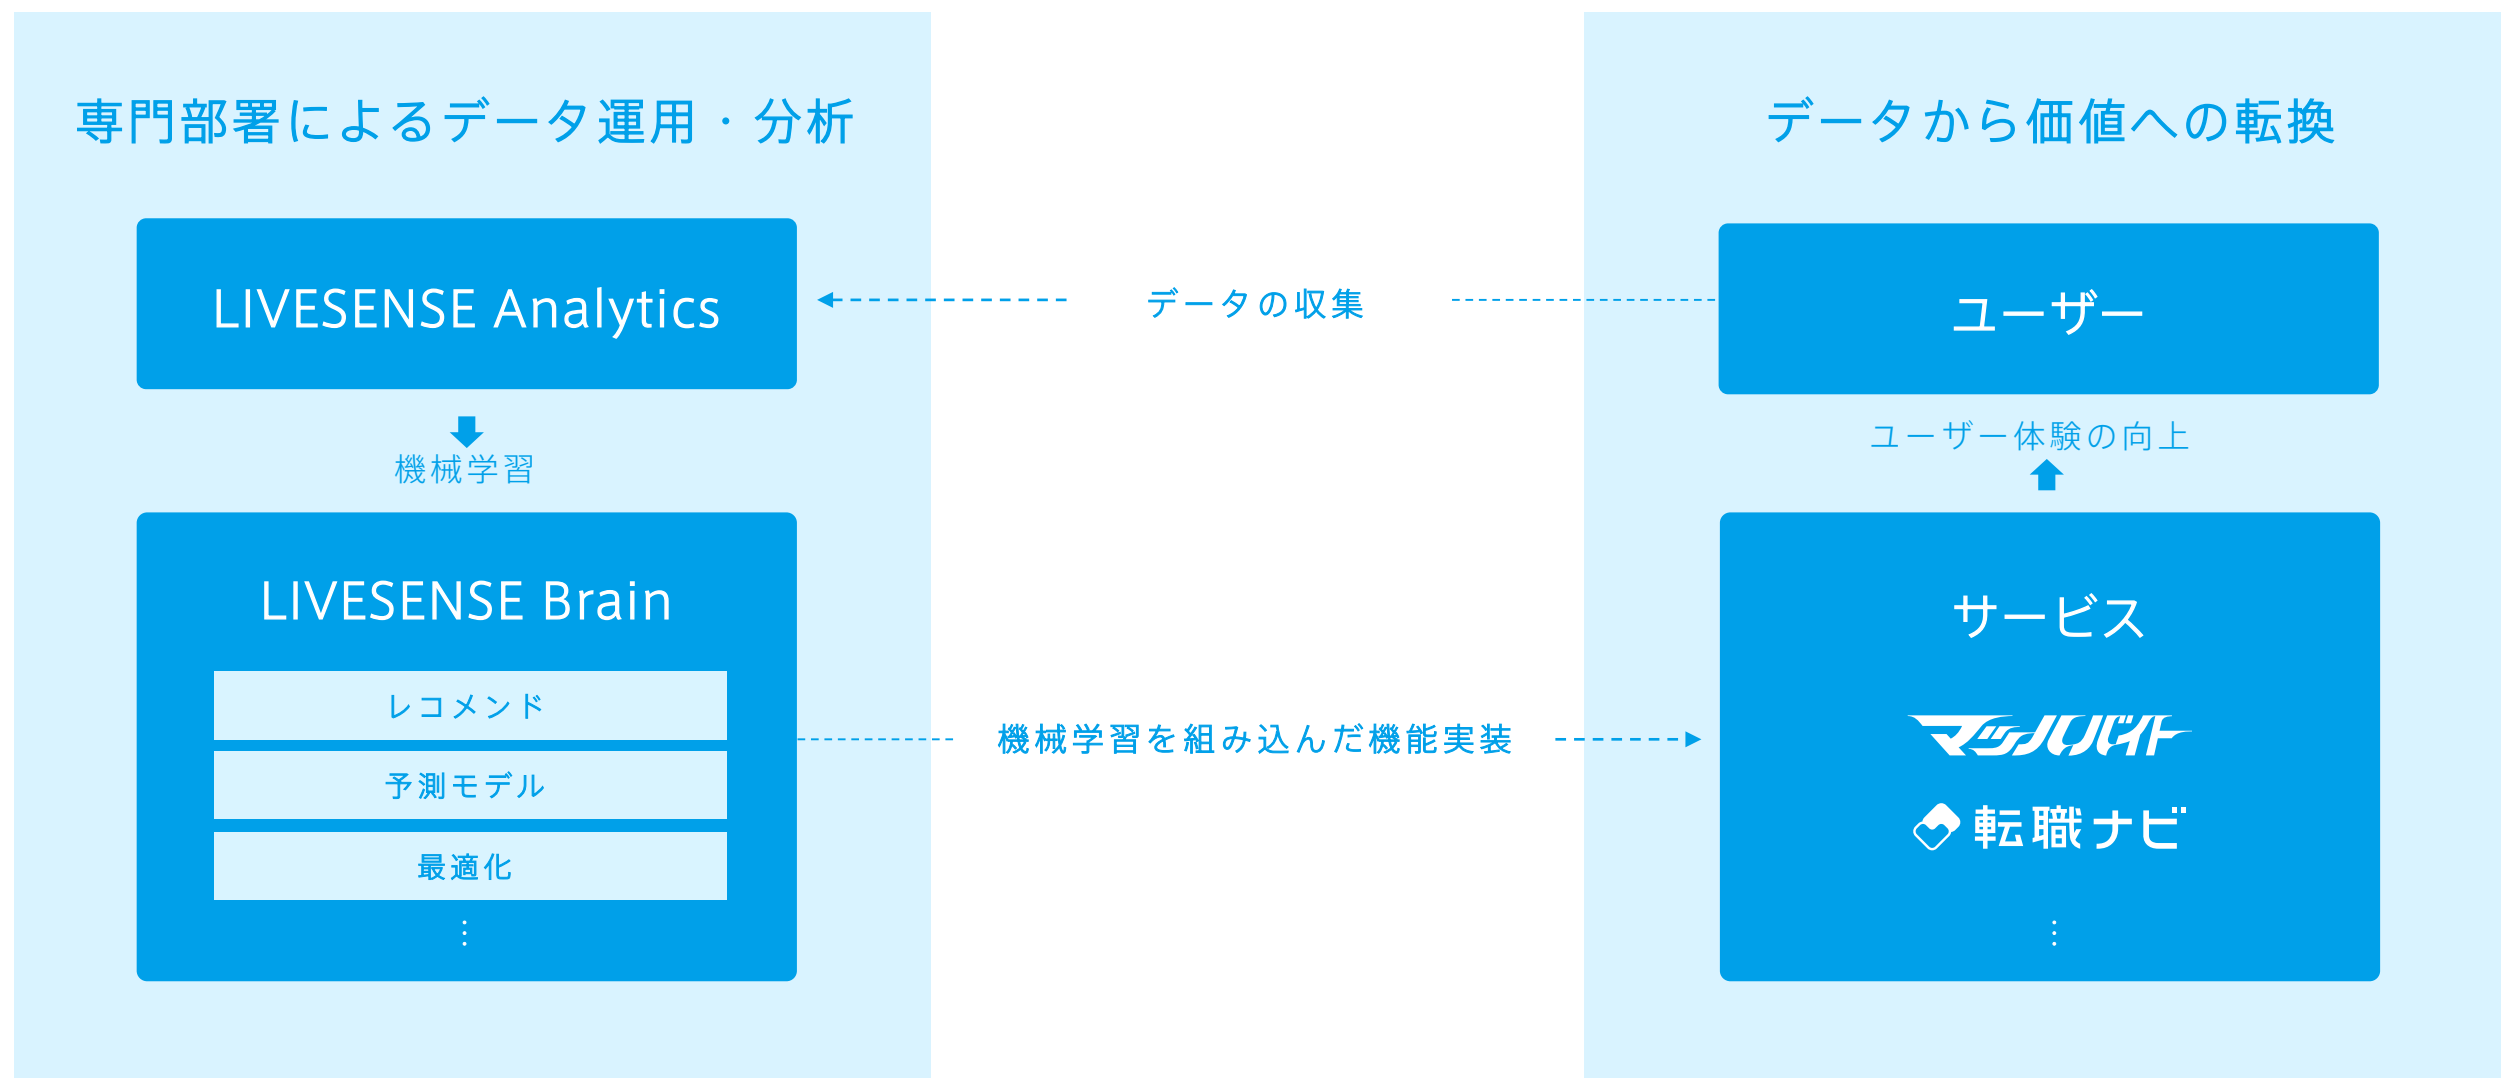 専門部署によるデータ運用・分析
LIVESENSE Analytics
機械学習
LIVESENSE Brain
レコメンド
予測モデル
最適化
データの収集
機械学習を組み込んだ機能実装
データから価値への転換
ユーザー
ユーザー体験の向上
サービス
マッハバイト
転職ナビ